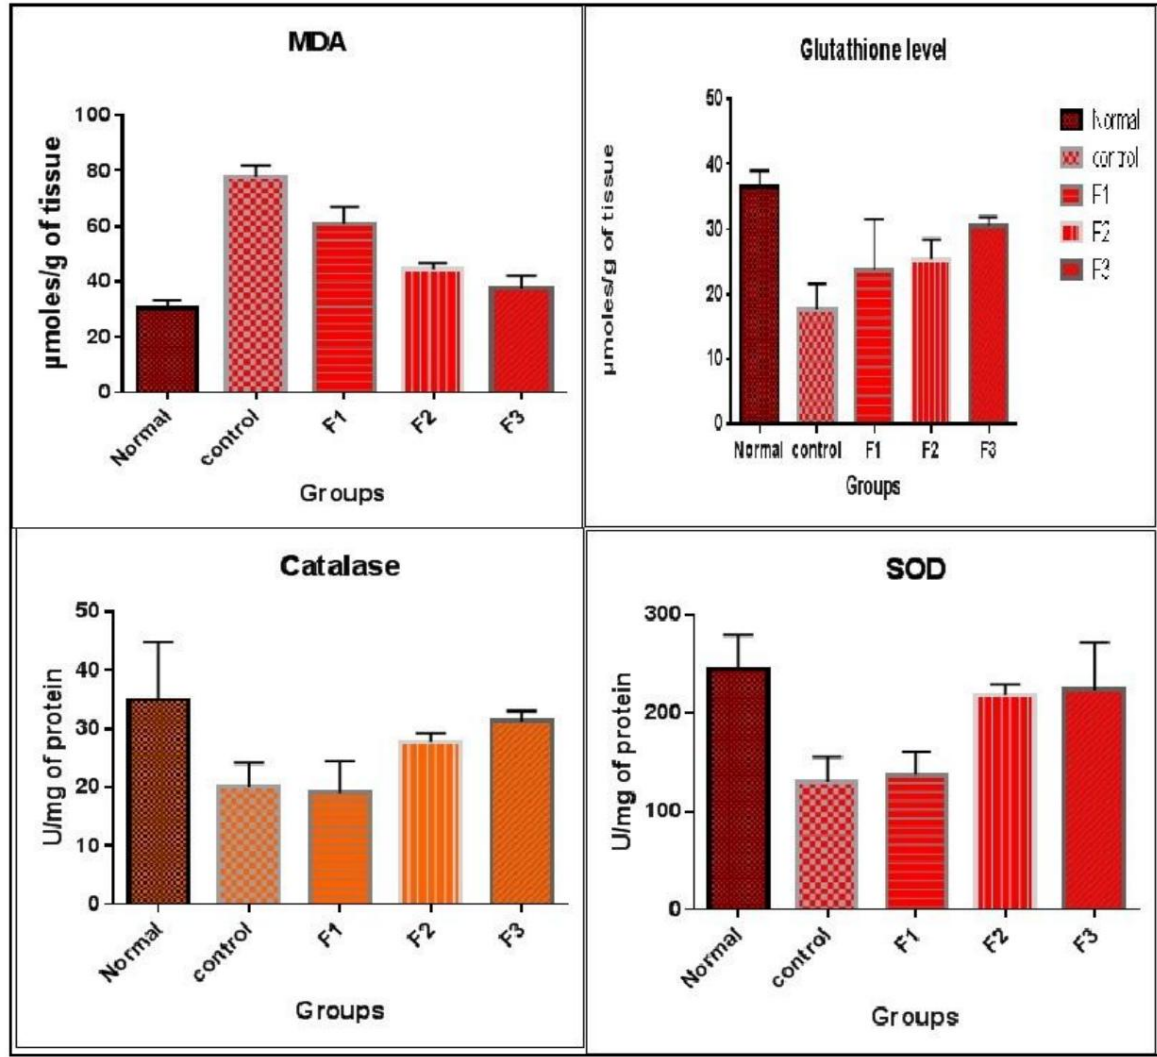 MDA
µmoles/g of tissue
100
80
60
40
20
0
Normal
control
F1
F2
F3
Groups
Glutathione level
µmoles/g of tissue
50
40
30
20
10
0
Normal control F1 F2 F3
Groups
Normal
control
F1
F2
F3
Catalase
U/mg of protein
50
40
30
20
10
0
Normal
control
F1
F2
F3
Groups
SOD
U/mg of protein
300
200
100
0
Normal
control
F1
F2
F3
Groups